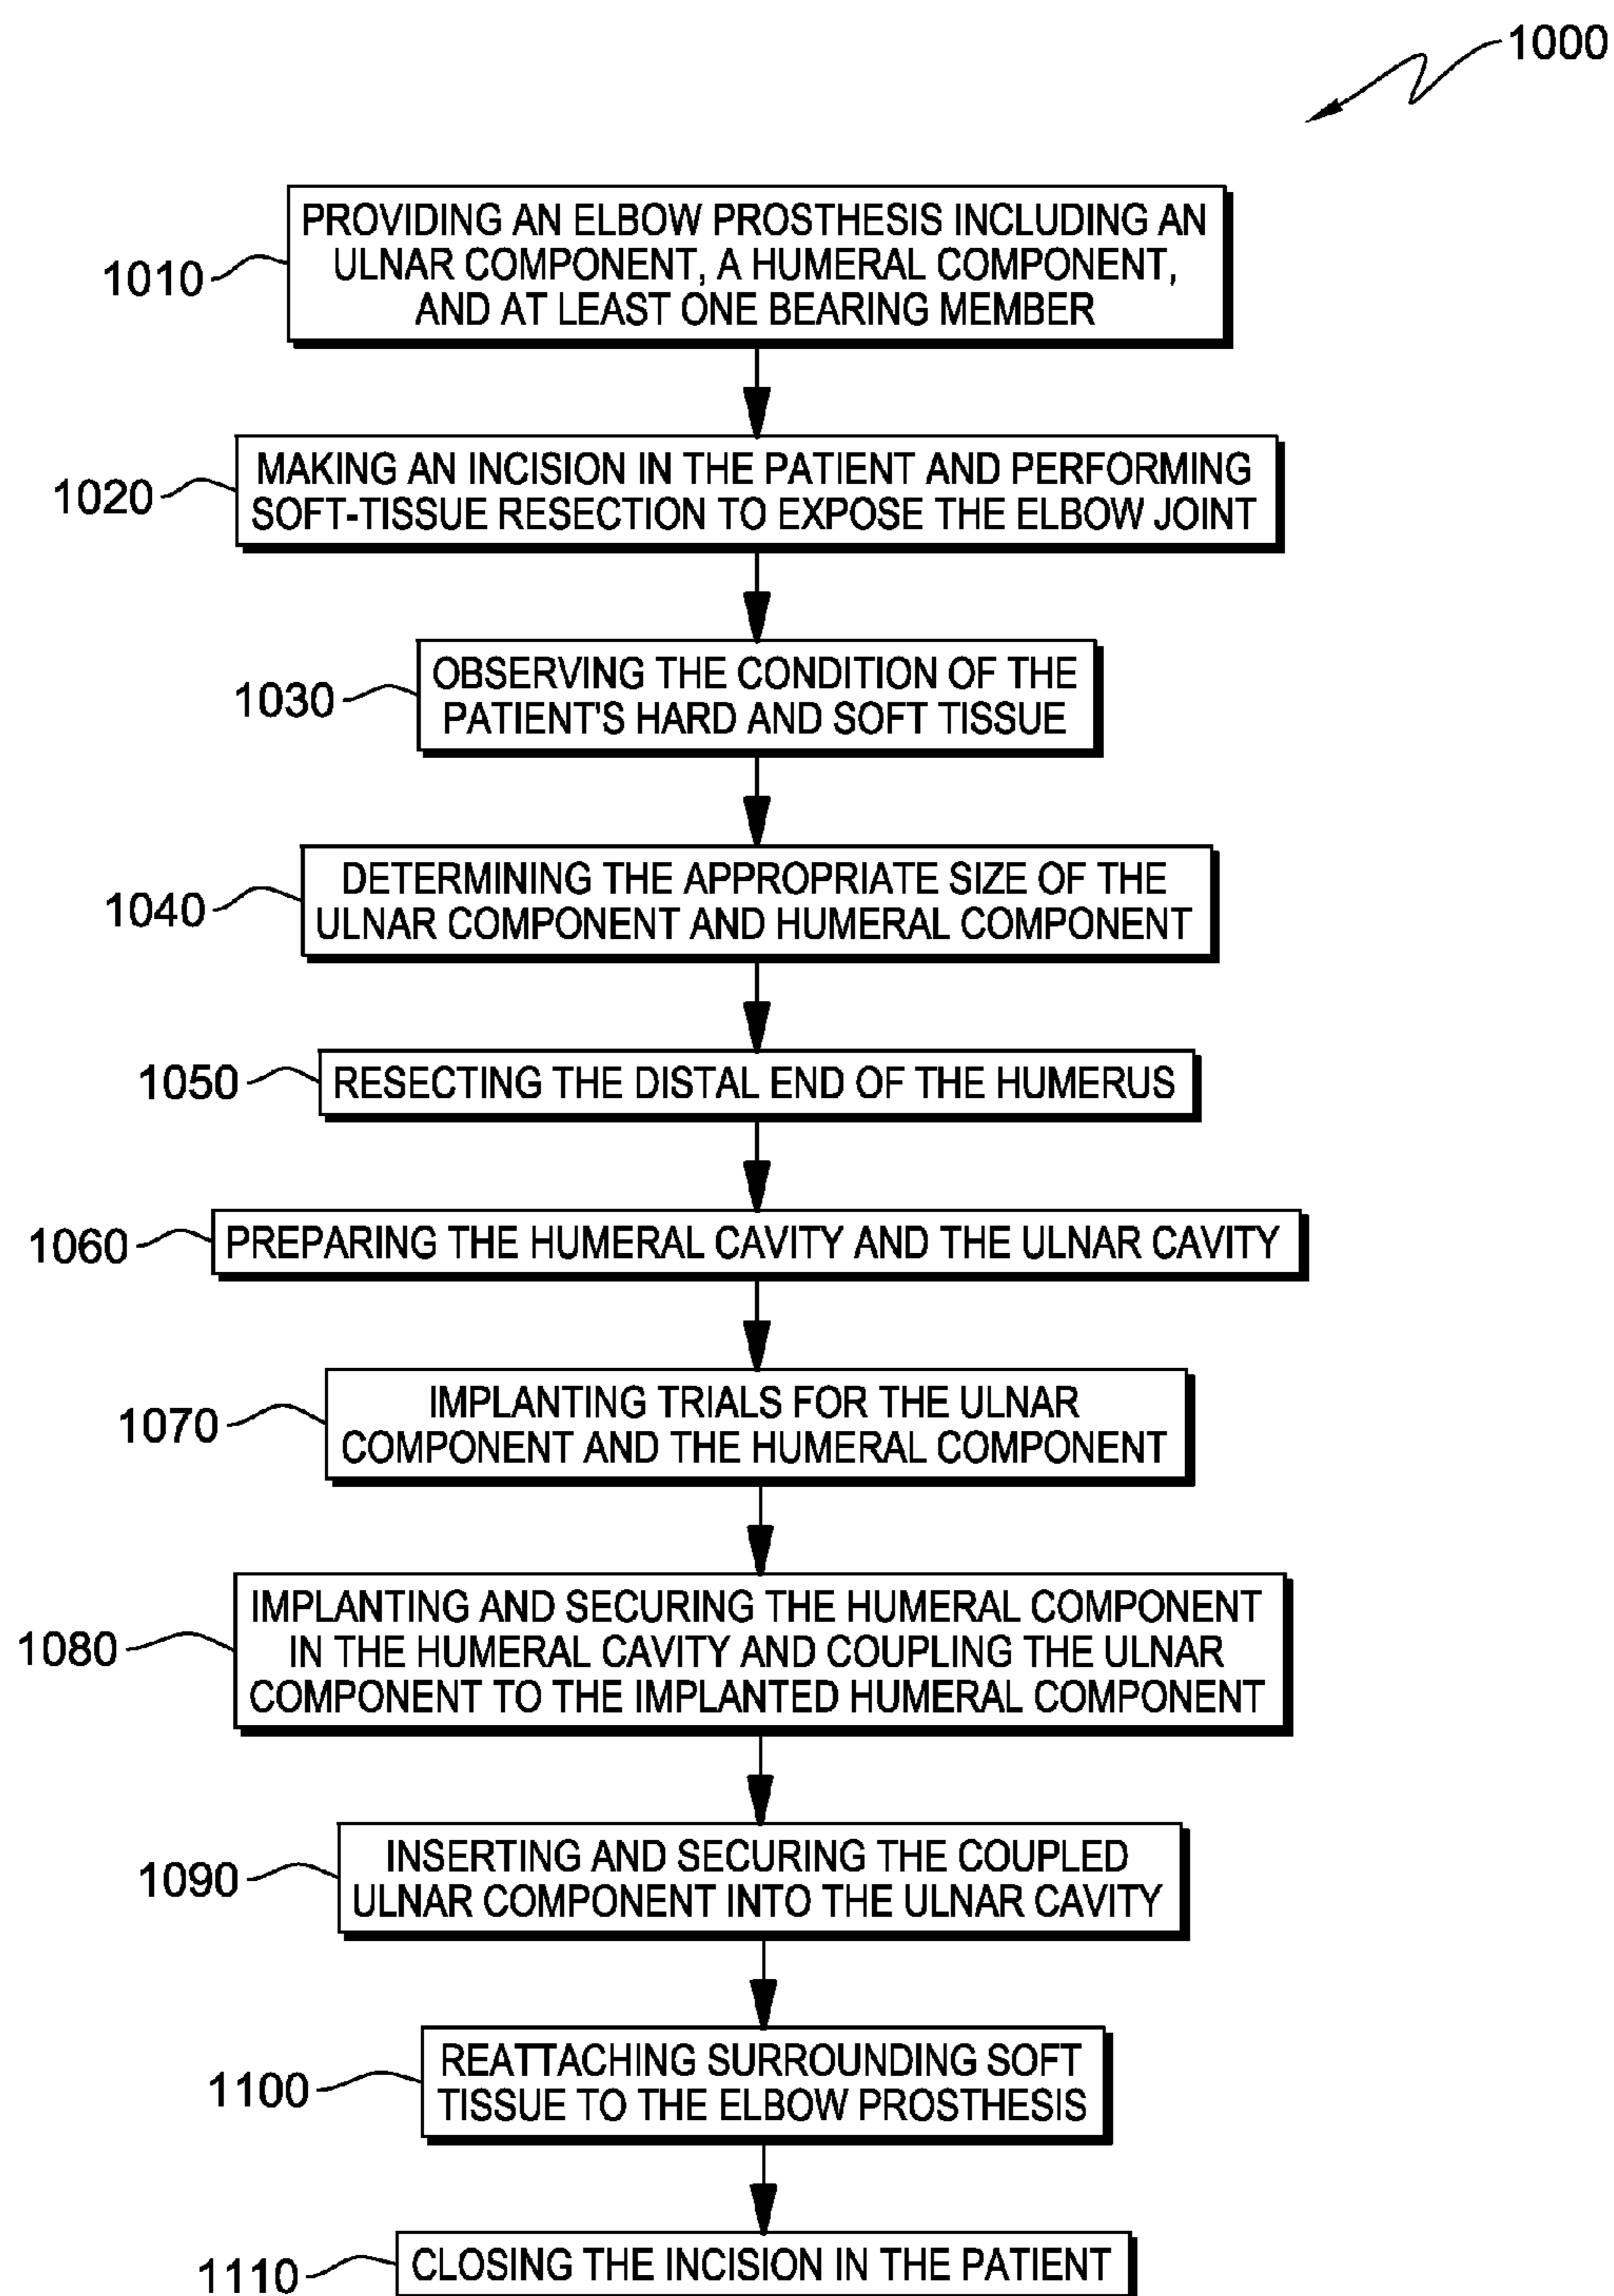 1000
1010
PROVIDING AN ELBOW PROSTHESIS INCLUDING AN
ULNAR COMPONENT, A HUMERAL COMPONENT,
AND AT LEAST ONE BEARING MEMBER
1020
MAKING AN INCISION IN THE PATIENT AND PERFORMING
SOFT-TISSUE RESECTION TO EXPOSE THE ELBOW JOINT
1030
OBSERVING THE CONDITION OF THE
PATIENT'S HARD AND SOFT TISSUE
1040
DETERMINING THE APPROPRIATE SIZE OF THE
ULNAR COMPONENT AND HUMERAL COMPONENT
1050
RESECTING THE DISTAL END OF THE HUMERUS
1060
PREPARING THE HUMERAL CAVITY AND THE ULNAR CAVITY
1070
IMPLANTING TRIALS FOR THE ULNAR
COMPONENT AND THE HUMERAL COMPONENT
1080
IMPLANTING AND SECURING THE HUMERAL COMPONENT
IN THE HUMERAL CAVITY AND COUPLING THE ULNAR
COMPONENT TO THE IMPLANTED HUMERAL COMPONENT
1090
INSERTING AND SECURING THE COUPLED
ULNAR COMPONENT INTO THE ULNAR CAVITY
1100
REATTACHING SURROUNDING SOFT
TISSUE TO THE ELBOW PROSTHESIS
1110
CLOSING THE INCISION IN THE PATIENT